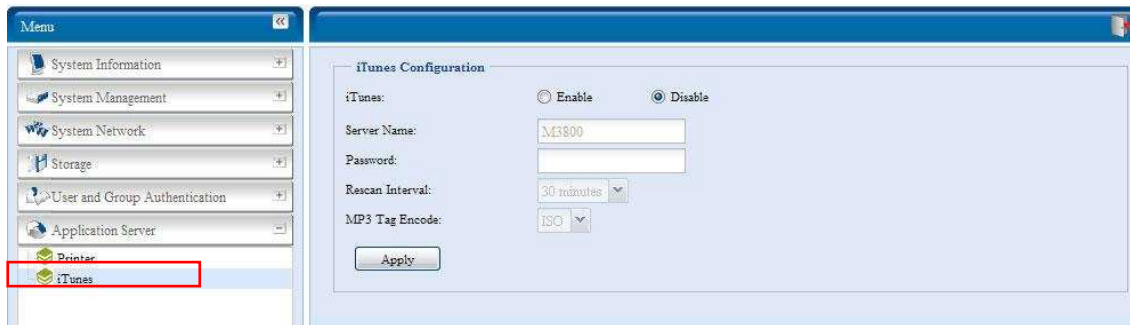 Menu
System Information
System Management
System Network
Storage
User and Group Authentication
Application Server
Printer
iTunes
iTunes Configuration
iTunes: Enable Disable
Server Name: M3800
Password:
Rescan Interval: 30 minutes
MP3 Tag Encode: ISO
Apply